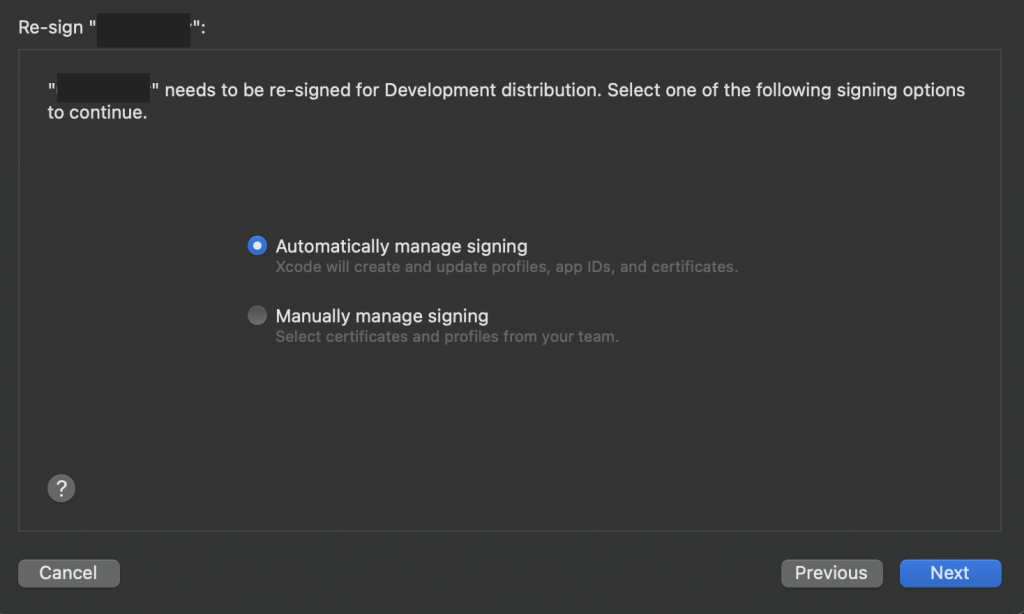 Re-sign "":
"" needs to be re-signed for Development distribution. Select one of the following signing options
to continue.
Automatically manage signing
Xcode will create and update profiles, app IDs, and certificates.
Manually manage signing
Select certificates and profiles from your team.
?
Cancel
Previous
Next